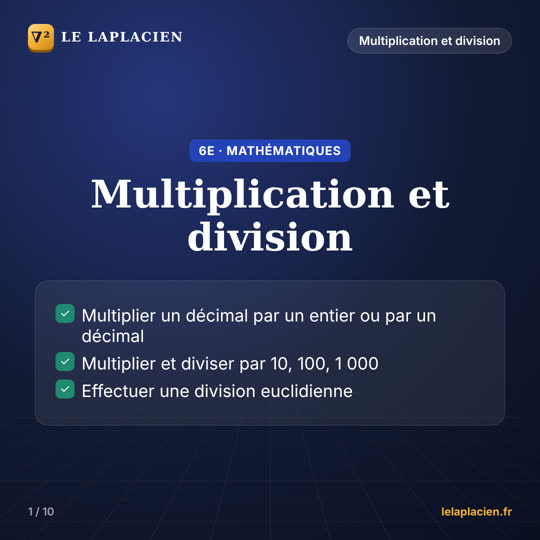 ∇² LE LAPLACIEN
Multiplication et division
6E · MATHÉMATIQUES
Multiplication et
division
Multiplier un décimal par un entier ou par un
décimal
Multiplier et diviser par 10, 100, 1 000
Effectuer une division euclidienne
1 / 10
lelaplacien.fr